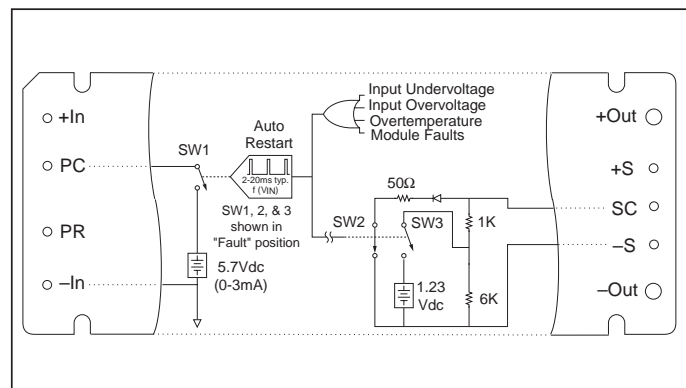 +In
PC
PR
–In
SW1
Auto
Restart
2-20ms typ.
f (VIN)
SW1, 2, & 3
shown in
"Fault" position
5.7Vdc
(0-3mA)
Input Undervoltage
Input Overvoltage
Overtemperature
Module Faults
50Ω
SW2
SW3
1K
1.23
Vdc
6K
+Out
+S
SC
–S
–Out